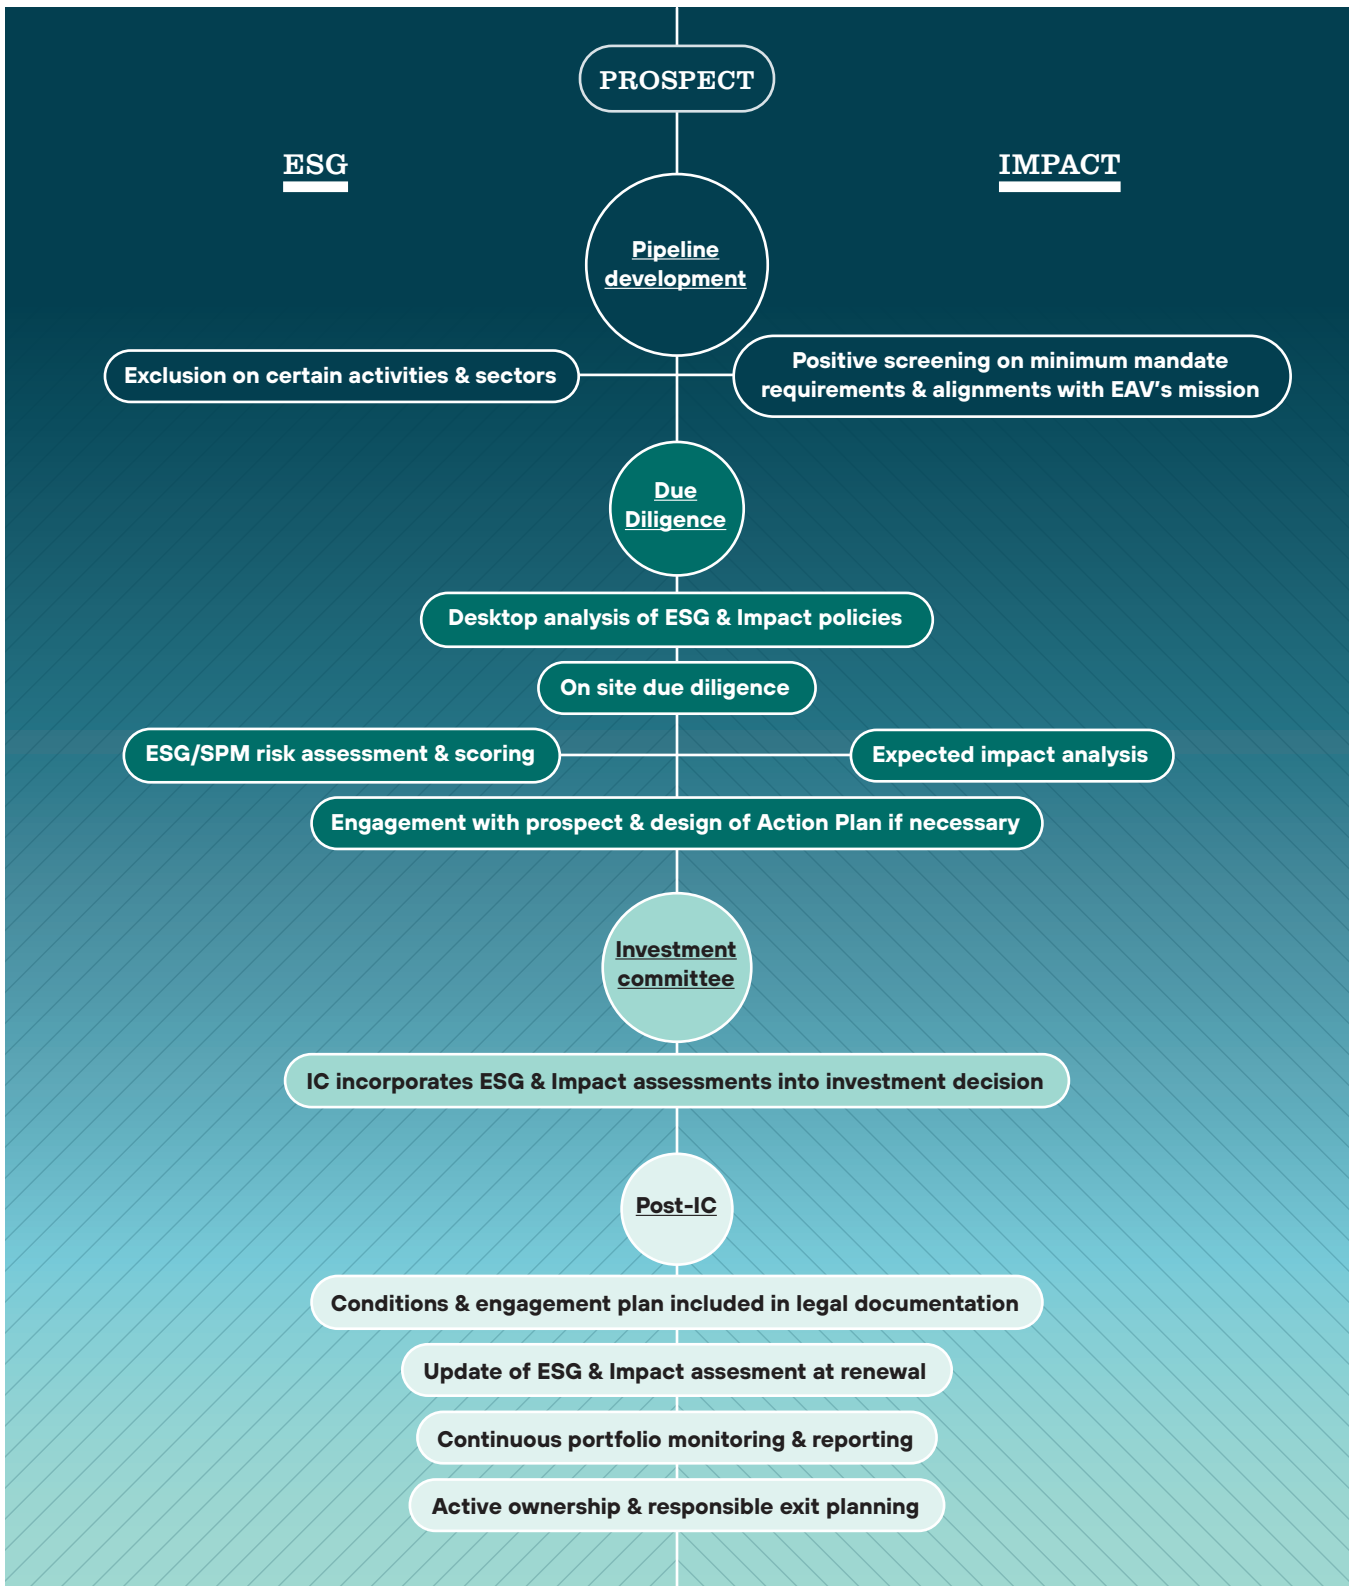 PROSPECT
ESG
IMPACT
Pipeline
development
Exclusion on certain activities & sectors
Positive screening on minimum mandate
requirements & alignments with EAV's mission
Due
Diligence
Desktop analysis of ESG & Impact policies
On site due diligence
ESG/SPM risk assessment & scoring
Expected impact analysis
Engagement with prospect & design of Action Plan if necessary
Investment
committee
IC incorporates ESG & Impact assessments into investment decision
Post-IC
Conditions & engagement plan included in legal documentation
Update of ESG & Impact assesment at renewal
Continuous portfolio monitoring & reporting
Active ownership & responsible exit planning